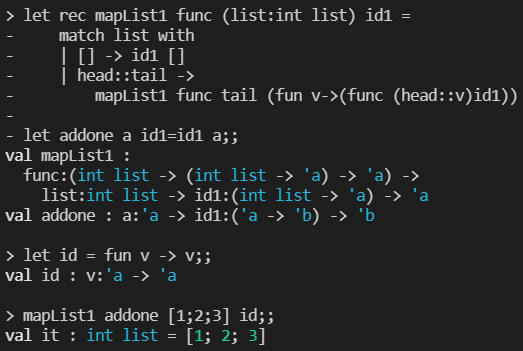 > let rec mapList1 func (list:int list) id1 =
-     match list with
-     | [] -> id1 []
-     | head::tail ->
-         mapList1 func tail (fun v->(func (head::v)id1))
-
- let addone a id1=id1 a;;
val mapList1 :
  func:(int list -> (int list -> 'a) -> 'a) ->
    list:int list -> id1:(int list -> 'a) -> 'a
val addone : a:'a -> id1:('a -> 'b) -> 'b

> let id = fun v -> v;;
val id : v:'a -> 'a

> mapList1 addone [1;2;3] id;;
val it : int list = [1; 2; 3]